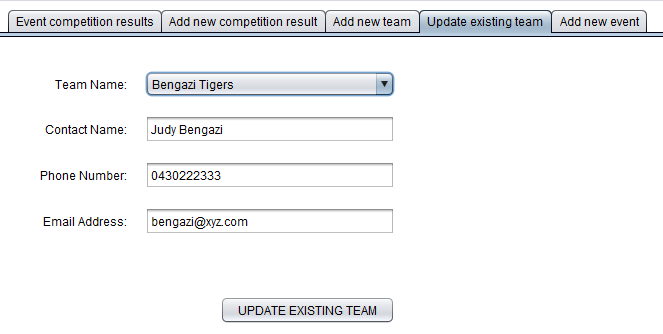 Event competition results Add new competition result Add new team Update existing team Add new event
Team Name: Bengazi Tigers
Contact Name: Judy Bengazi
Phone Number: 0430222333
Email Address: bengazi@xyz.com
UPDATE EXISTING TEAM